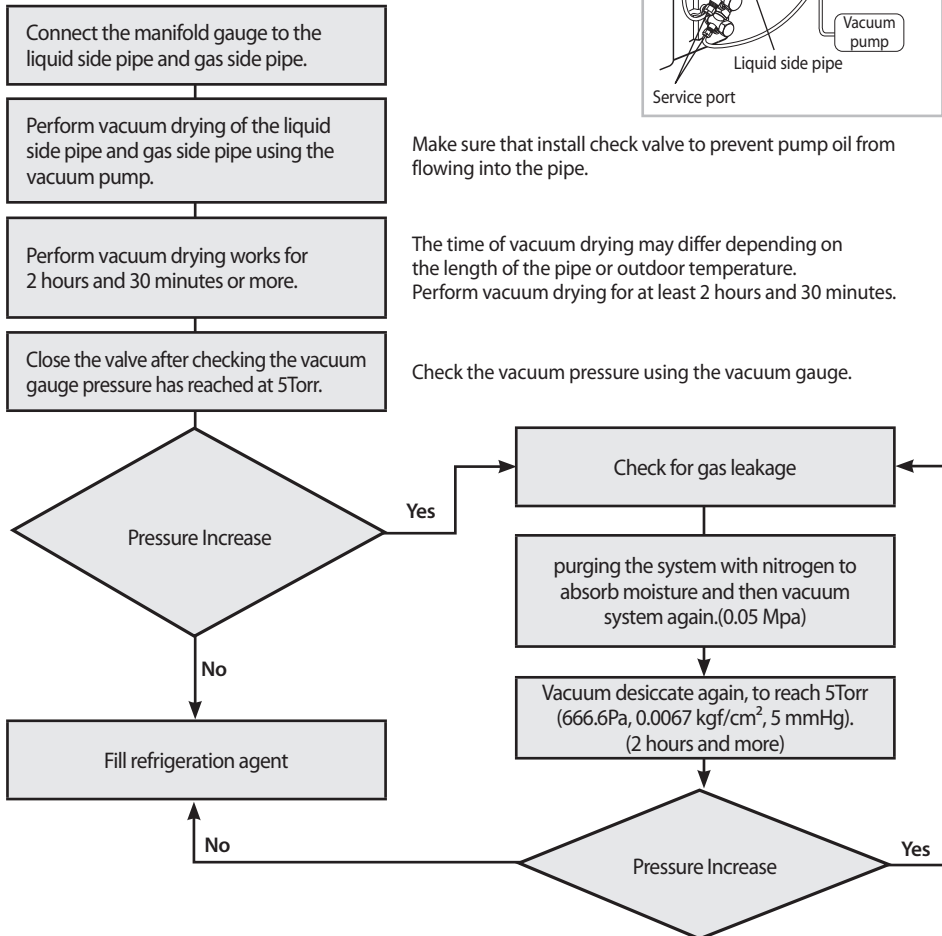 Connect the manifold gauge to the
liquid side pipe and gas side pipe.
Vacuum
pump
Liquid side pipe
Service port
Perform vacuum drying of the liquid
side pipe and gas side pipe using the
vacuum pump.
Make sure that install check valve to prevent pump oil from
flowing into the pipe.
Perform vacuum drying works for
2 hours and 30 minutes or more.
The time of vacuum drying may differ depending on
the length of the pipe or outdoor temperature.
Perform vacuum drying for at least 2 hours and 30 minutes.
Close the valve after checking the vacuum
gauge pressure has reached at 5Torr.
Check the vacuum pressure using the vacuum gauge.
Pressure Increase
Yes
Check for gas leakage
purging the system with nitrogen to
absorb moisture and then vacuum
system again.(0.05 Mpa)
No
Vacuum desiccate again, to reach 5Torr
(666.6Pa, 0.0067 kgf/cm², 5 mmHg).
(2 hours and more)
Fill refrigeration agent
No
Pressure Increase
Yes